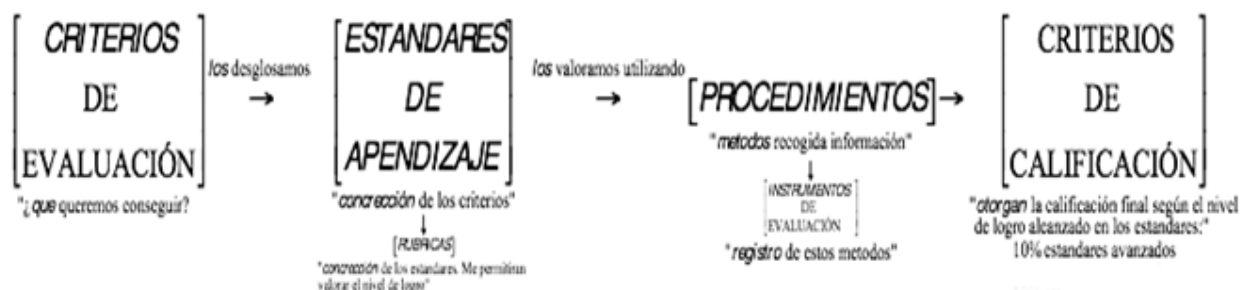 CRITERIOS
DE
EVALUACIÓN
"¿que queremos conseguir?
los desglosamos
→
ESTANDARES
DE
APENDIZAJE
"concrección de los criterios"
[RUBRICAS]
"concrección de los estandares. Me permitiran
valorar el nivel de logro"
los valoramos utilizando
→
[PROCEDIMIENTOS]→
"metodos recogida información"
INSTRUMENTOS
DE
EVALUACIÓN
"registro de estos metodos"
CRITERIOS
DE
CALIFICACIÓN
"otorgan la calificación final según el nivel
de logro alcanzado en los estandares:"
10% estandares avanzados